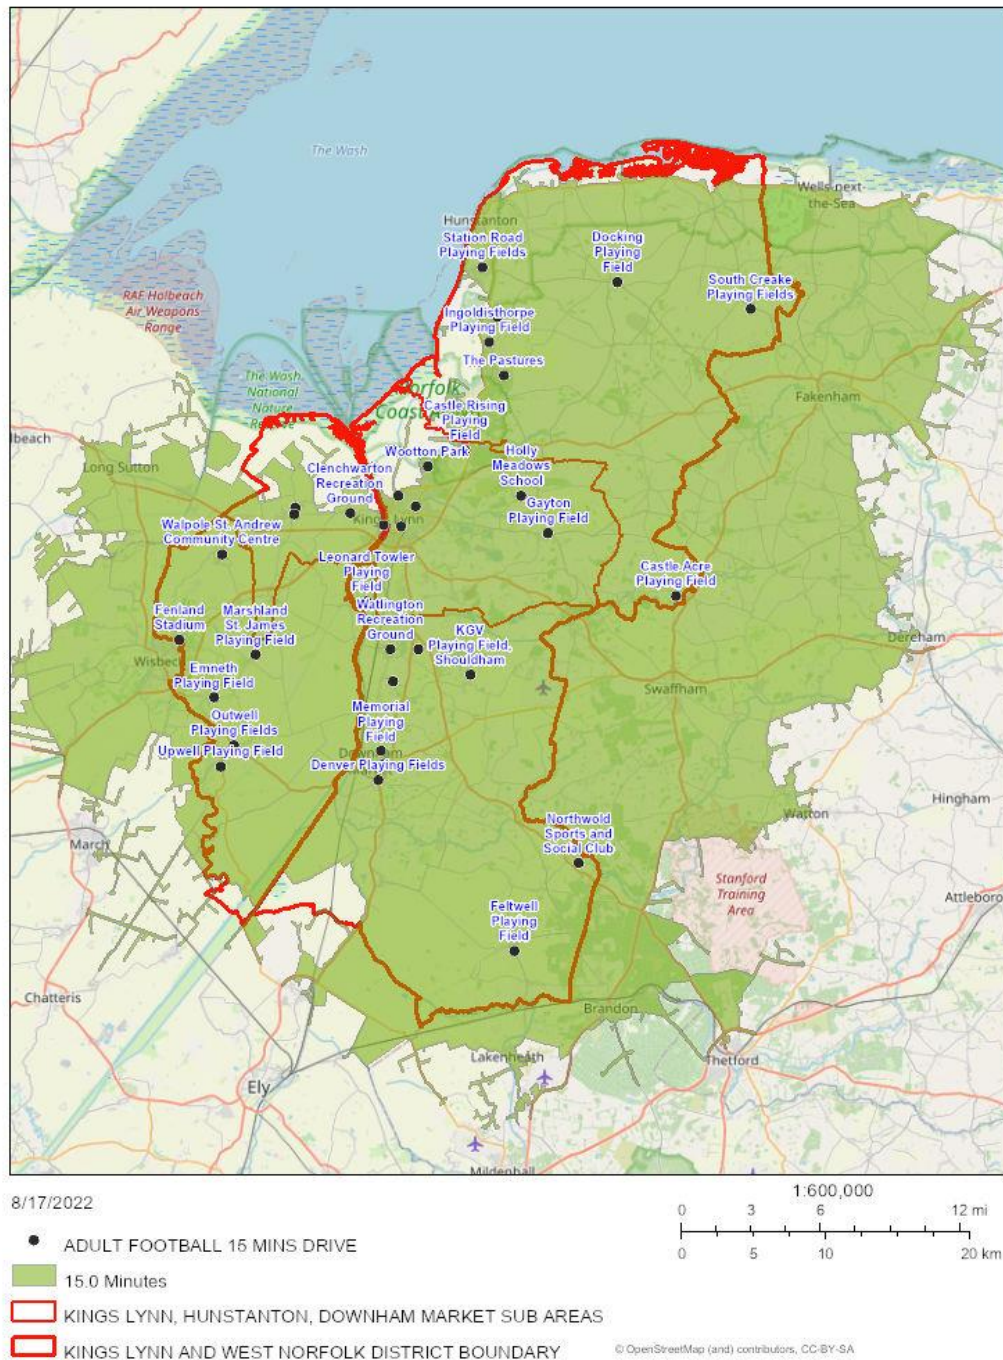 The Wash
Wells-next-
the-Sea
Hunstanton
Station Road
Playing Fields
Docking
Playing
Field
South Creake
Playing Fields
RAF Holbeach
Air Weapons
Range
Ingoldisthorpe
Playing Field
The Pastures
The Wash
National
Nature
Norfolk
Coast
Castle Rising
Playing
Field
Fakenham
lbeach
Long Sutton
Wootton Park
Holly
Meadows
School
Clenchwarton
Recreation
Ground
King's Lynn
Gayton
Playing Field
Walpole St. Andrew
Community Centre
Leonard Towler
Playing
Field
Castle Acre
Playing Field
Watlington
Recreation
Ground
Fenland
Stadium
Marshland
St. James
Playing Field
KGV
Playing Field,
Shouldham
Dereham
Wisbech
Emneth
Playing Field
Swaffham
Outwell
Playing Fields
Upwell Playing Field
Memorial
Playing
Field
Downham
Denver Playing Fields
Hingham
Watton
March
Northwold
Sports and
Social Club
Stanford
Training
Area
Attlebor
Feltwell
Playing
Field
Chatteris
Brandon
Lakenheath
Thetford
Ely
Mildenhall
8/17/2022
1:600,000
0 3 6 12 mi
0 5 10 20 km
ADULT FOOTBALL 15 MINS DRIVE
15.0 Minutes
KINGS LYNN, HUNSTANTON, DOWNHAM MARKET SUB AREAS
KINGS LYNN AND WEST NORFOLK DISTRICT BOUNDARY
© OpenStreetMap (and) contributors, CC-BY-SA